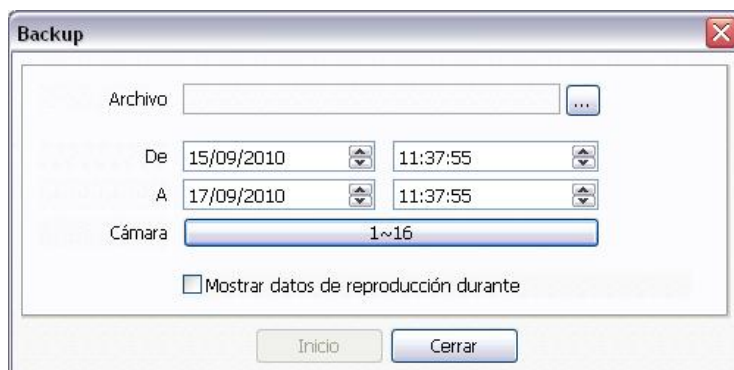 Backup
Archivo ...
De 15/09/2010 11:37:55
A 17/09/2010 11:37:55
Cámara 1~16
Mostrar datos de reproducción durante
Inicio Cerrar